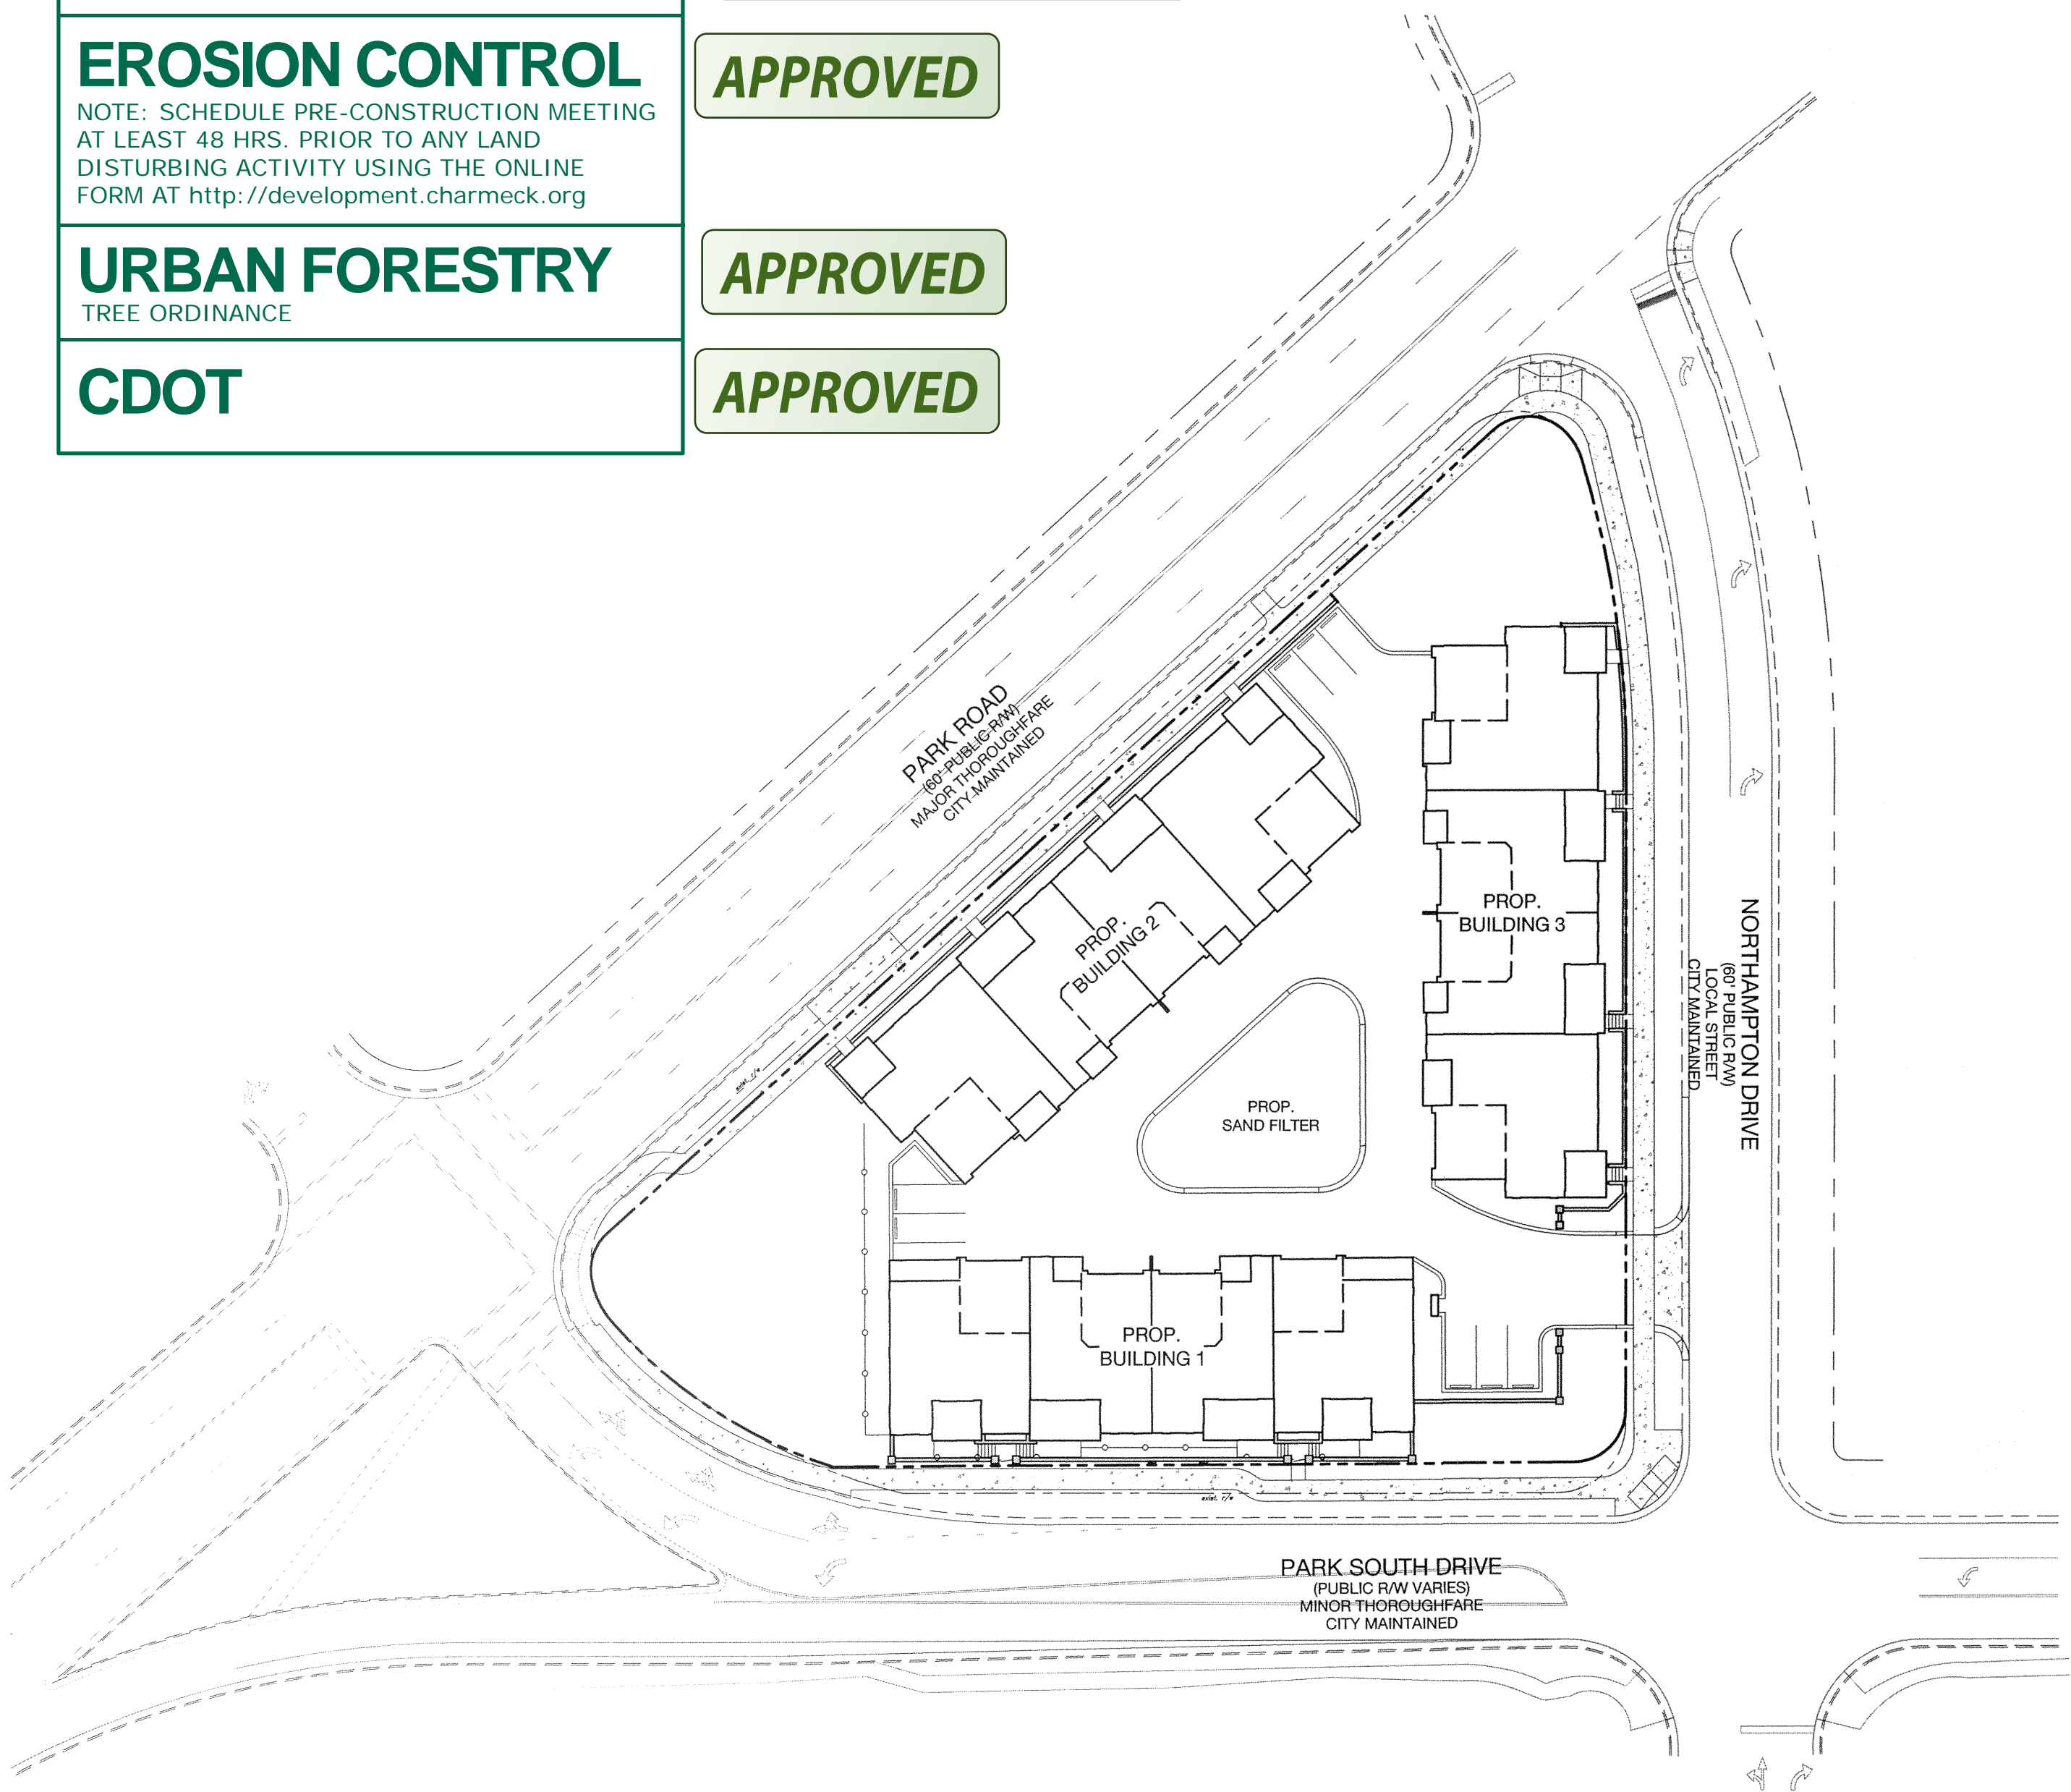 EROSION CONTROL
NOTE: SCHEDULE PRE-CONSTRUCTION MEETING
AT LEAST 48 HRS. PRIOR TO ANY LAND
DISTURBING ACTIVITY USING THE ONLINE
FORM AT http://development.charmeck.org
APPROVED
URBAN FORESTRY
TREE ORDINANCE
APPROVED
CDOT
APPROVED
PARK ROAD
(60' PUBLIC R/W)
MAJOR THOROUGHFARE
CITY MAINTAINED
PROP.
BUILDING 2
PROP.
BUILDING 3
NORTHAMPTON DRIVE
(60' PUBLIC R/W)
LOCAL STREET
CITY MAINTAINED
exist. r/w
PROP.
SAND FILTER
PROP.
BUILDING 1
exist. r/w
PARK SOUTH DRIVE
(PUBLIC R/W VARIES)
MINOR THOROUGHFARE
CITY MAINTAINED